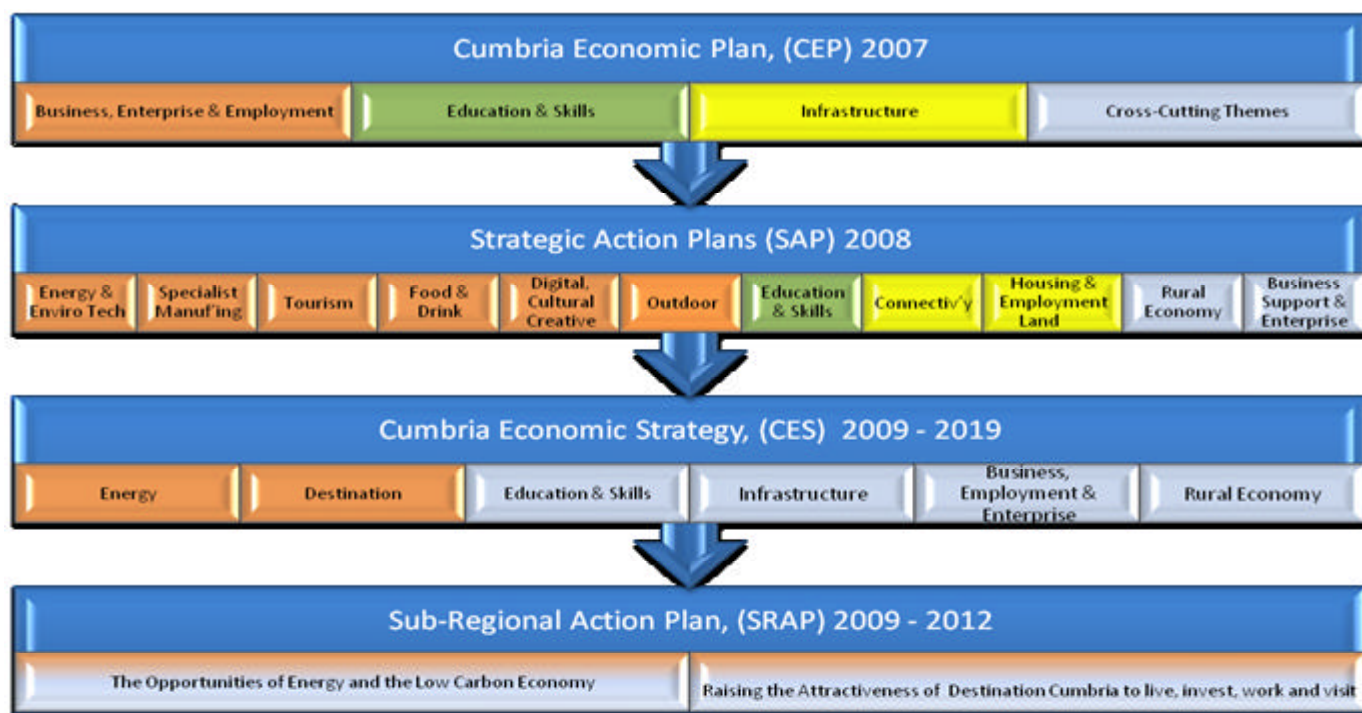 Cumbria Economic Plan, (CEP) 2007
Business, Enterprise & Employment
Education & Skills
Infrastructure
Cross-Cutting Themes
Strategic Action Plans (SAP) 2008
Energy &
Enviro Tech
Specialist
Manuf'ing
Tourism
Food &
Drink
Digital,
Cultural
Creative
Outdoor
Education
& Skills
Connectiv'y
Housing &
Employment
Land
Rural
Economy
Business
Support &
Enterprise
Cumbria Economic Strategy, (CES) 2009 - 2019
Energy
Destination
Education & Skills
Infrastructure
Business,
Employment &
Enterprise
Rural Economy
Sub-Regional Action Plan, (SRAP) 2009 - 2012
The Opportunities of Energy and the Low Carbon Economy
Raising the Attractiveness of Destination Cumbria to live, invest, work and visit